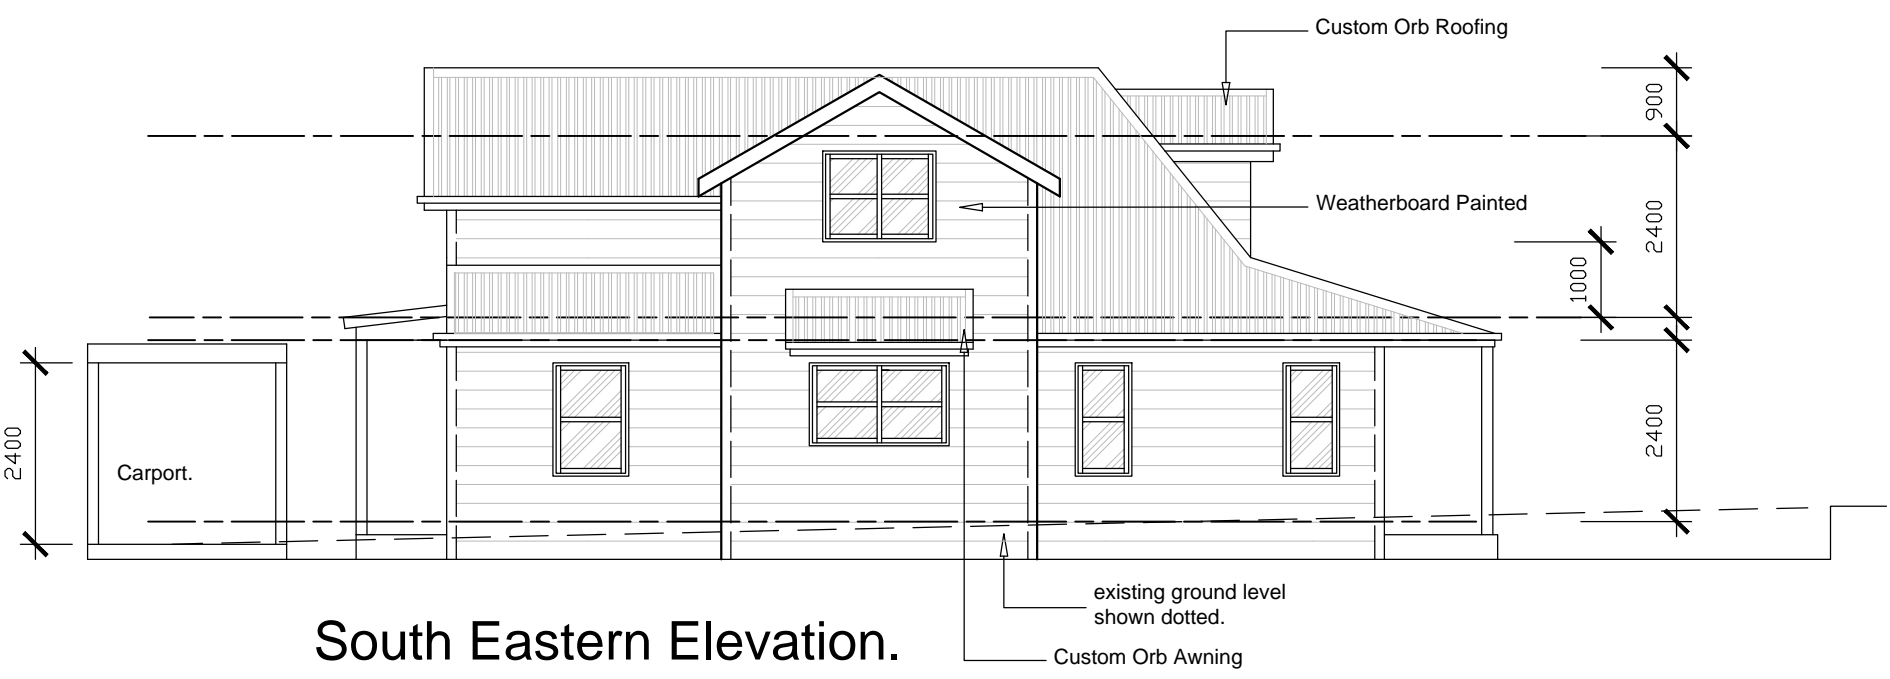 Custom Orb Roofing
900
Weatherboard Painted
2400
1000
2400
2400
Carport.
existing ground level
shown dotted.
South Eastern Elevation.
Custom Orb Awning